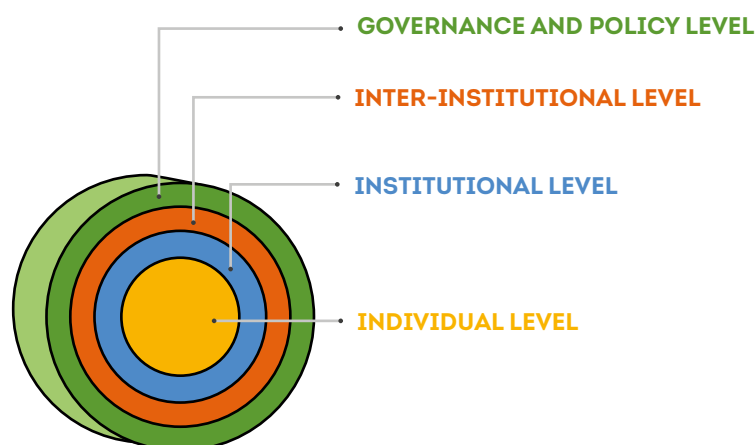 GOVERNANCE AND POLICY LEVEL
INTER-INSTITUTIONAL LEVEL
INSTITUTIONAL LEVEL
INDIVIDUAL LEVEL